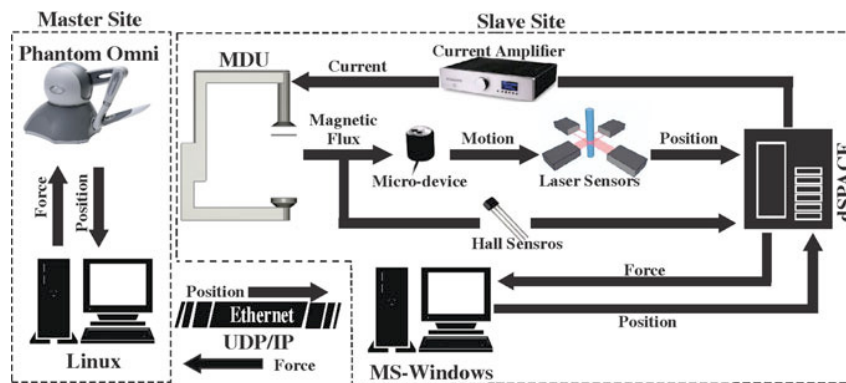 Master Site
Slave Site
Phantom Omni
MDU
Current
Current Amplifier
Magnetic
Flux
Motion
Position
Micro-device
Laser Sensors
dSPACE
Force
Position
Hall Sensros
Force
Position
Position
Ethernet
UDP/IP
Force
Linux
MS-Windows